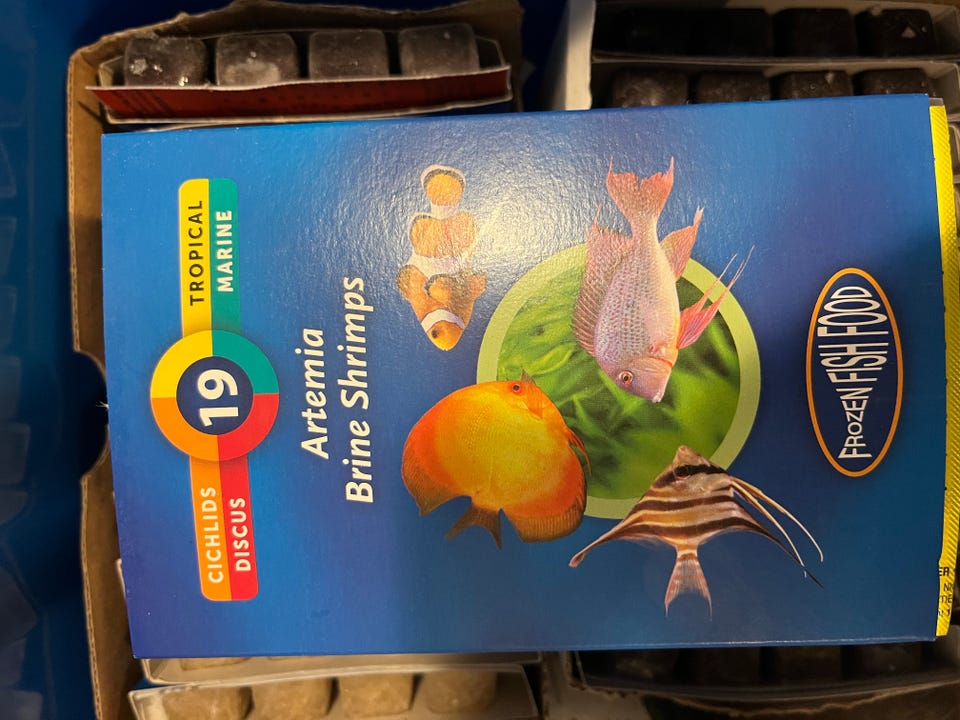 TROPICAL
MARINE
19
CICHLIDS
DISCUS
Artemia
Brine Shrimps
FROZEN FISH FOOD